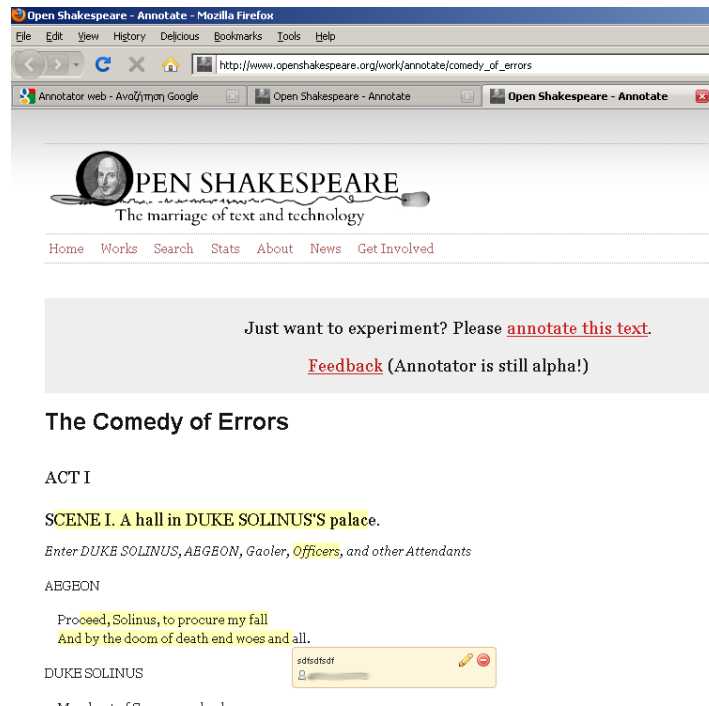 Open Shakespeare - Annotate - Mozilla Firefox
File Edit View History Delicious Bookmarks Tools Help
http://www.openshakespeare.org/work/annotate/comedy_of_errors
Annotator web - Αναζήτηση Google Open Shakespeare - Annotate Open Shakespeare - Annotate
OPEN SHAKESPEARE
The marriage of text and technology
Home Works Search Stats About News Get Involved
Just want to experiment? Please annotate this text.
Feedback (Annotator is still alpha!)
The Comedy of Errors
ACT I
SCENE I. A hall in DUKE SOLINUS'S palace.
Enter DUKE SOLINUS, AEGEON, Gaoler, Officers, and other Attendants
AEGEON
Proceed, Solinus, to procure my fall
And by the doom of death end woes and all.
sdfsdfsdf
DUKE SOLINUS